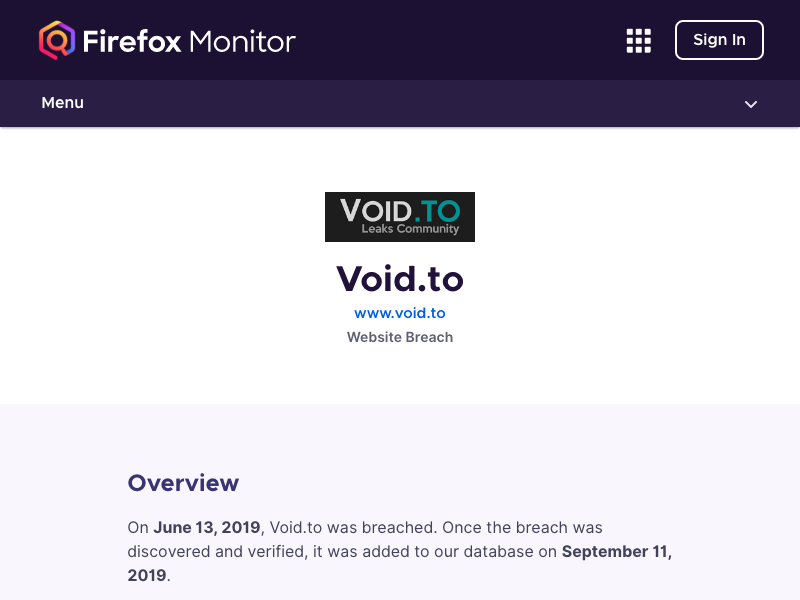 Firefox Monitor
Sign In
Menu
VOID.TO
Leaks Community
Void.to
www.void.to
Website Breach
Overview
On June 13, 2019, Void.to was breached. Once the breach was
discovered and verified, it was added to our database on September 11,
2019.